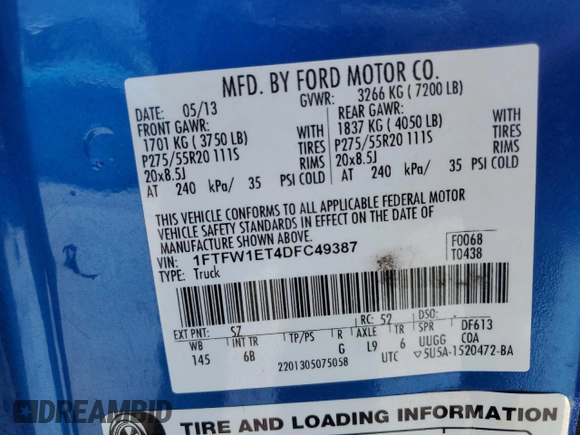 MFD. BY FORD MOTOR CO.
DATE: 05/13 GVWR: 3266 KG ( 7200 LB)
FRONT GAWR: REAR GAWR:
1701 KG ( 3750 LB) WITH 1837 KG ( 4050 LB) WITH
P275/55R20 111S TIRES P275/55R20 111S TIRES
20x8.5J RIMS 20x8.5J RIMS
AT 240 kPa/ 35 PSI COLD AT 240 kPa/ 35 PSI COLD
THIS VEHICLE CONFORMS TO ALL APPLICABLE FEDERAL MOTOR
VEHICLE SAFETY STANDARDS IN EFFECT ON THE DATE OF
MANUFACTURE SHOWN ABOVE.
VIN: 1FTFW1ET4DFC49387 F0068
TYPE: Truck T0438
EXT PNT: SZ RC: 52 DSO:
WB INT TR TP/PS R AXLE TR SPR DF613
145 6B G L9 6 UUGG COA
2201305075058 UTC ▽5U5A-1520472-BA
TIRE AND LOADING INFORMATION
DREAMBID